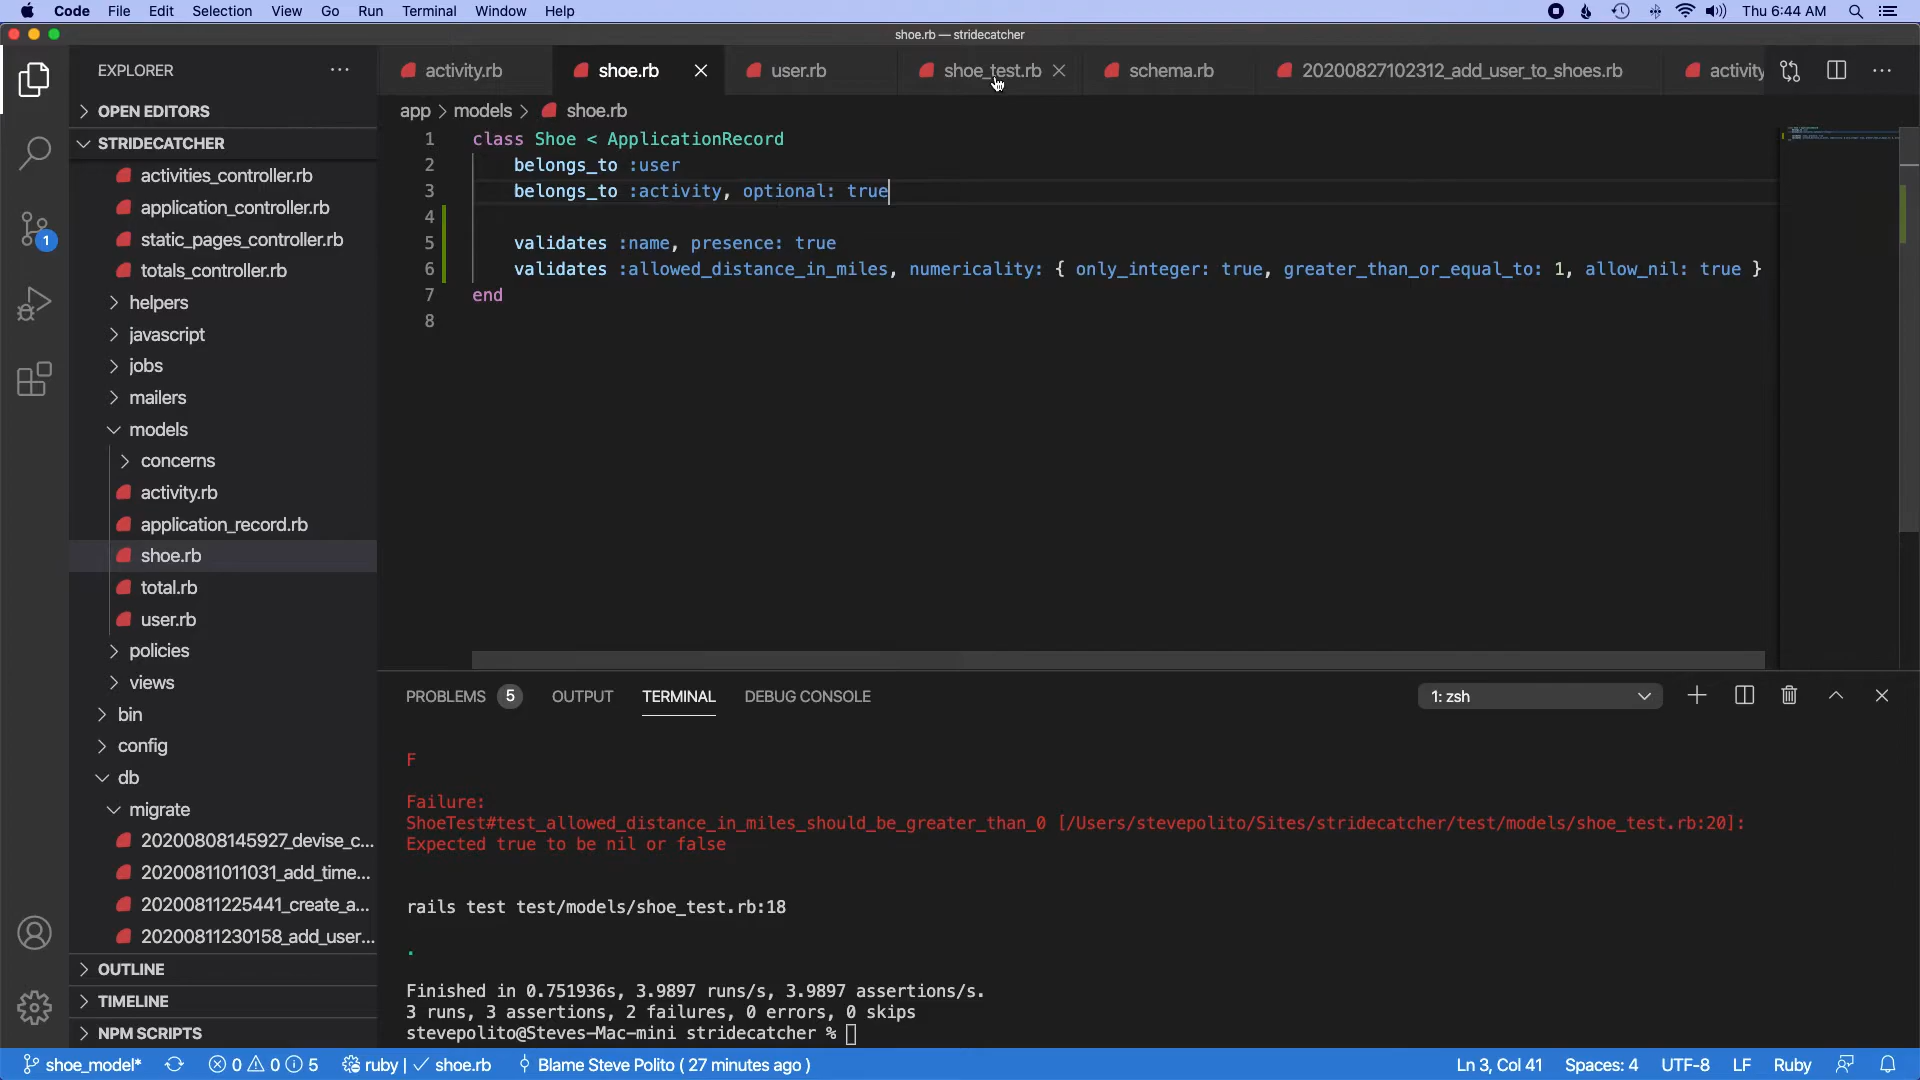 Code File Edit Selection View Go Run Terminal Window Help
Thu 6:44 AM
shoe.rb — stridecatcher
EXPLORER
activity.rb
shoe.rb
user.rb
shoe_test.rb
schema.rb
20200827102312_add_user_to_shoes.rb
activity
OPEN EDITORS
STRIDECATCHER
activities_controller.rb
application_controller.rb
static_pages_controller.rb
totals_controller.rb
helpers
javascript
jobs
mailers
models
concerns
activity.rb
application_record.rb
shoe.rb
total.rb
user.rb
policies
views
bin
config
db
migrate
20200808145927_devise_c...
20200811011031_add_time...
20200811225441_create_a...
20200811230158_add_user...
OUTLINE
TIMELINE
NPM SCRIPTS
app > models > shoe.rb
1 class Shoe < ApplicationRecord
2 belongs_to :user
3 belongs_to :activity, optional: true
4
5 validates :name, presence: true
6 validates :allowed_distance_in_miles, numericality: { only_integer: true, greater_than_or_equal_to: 1, allow_nil: true }
7 end
8
PROBLEMS 5 OUTPUT TERMINAL DEBUG CONSOLE
1: zsh
F
Failure:
ShoeTest#test_allowed_distance_in_miles_should_be_greater_than_0 [/Users/stevepolito/Sites/stridecatcher/test/models/shoe_test.rb:20]:
Expected true to be nil or false
rails test test/models/shoe_test.rb:18
.
Finished in 0.751936s, 3.9897 runs/s, 3.9897 assertions/s.
3 runs, 3 assertions, 2 failures, 0 errors, 0 skips
stevepolito@Steves-Mac-mini stridecatcher %
1
shoe_model* 0 0 5 ruby | ✓ shoe.rb Blame Steve Polito ( 27 minutes ago )
Ln 3, Col 41 Spaces: 4 UTF-8 LF Ruby